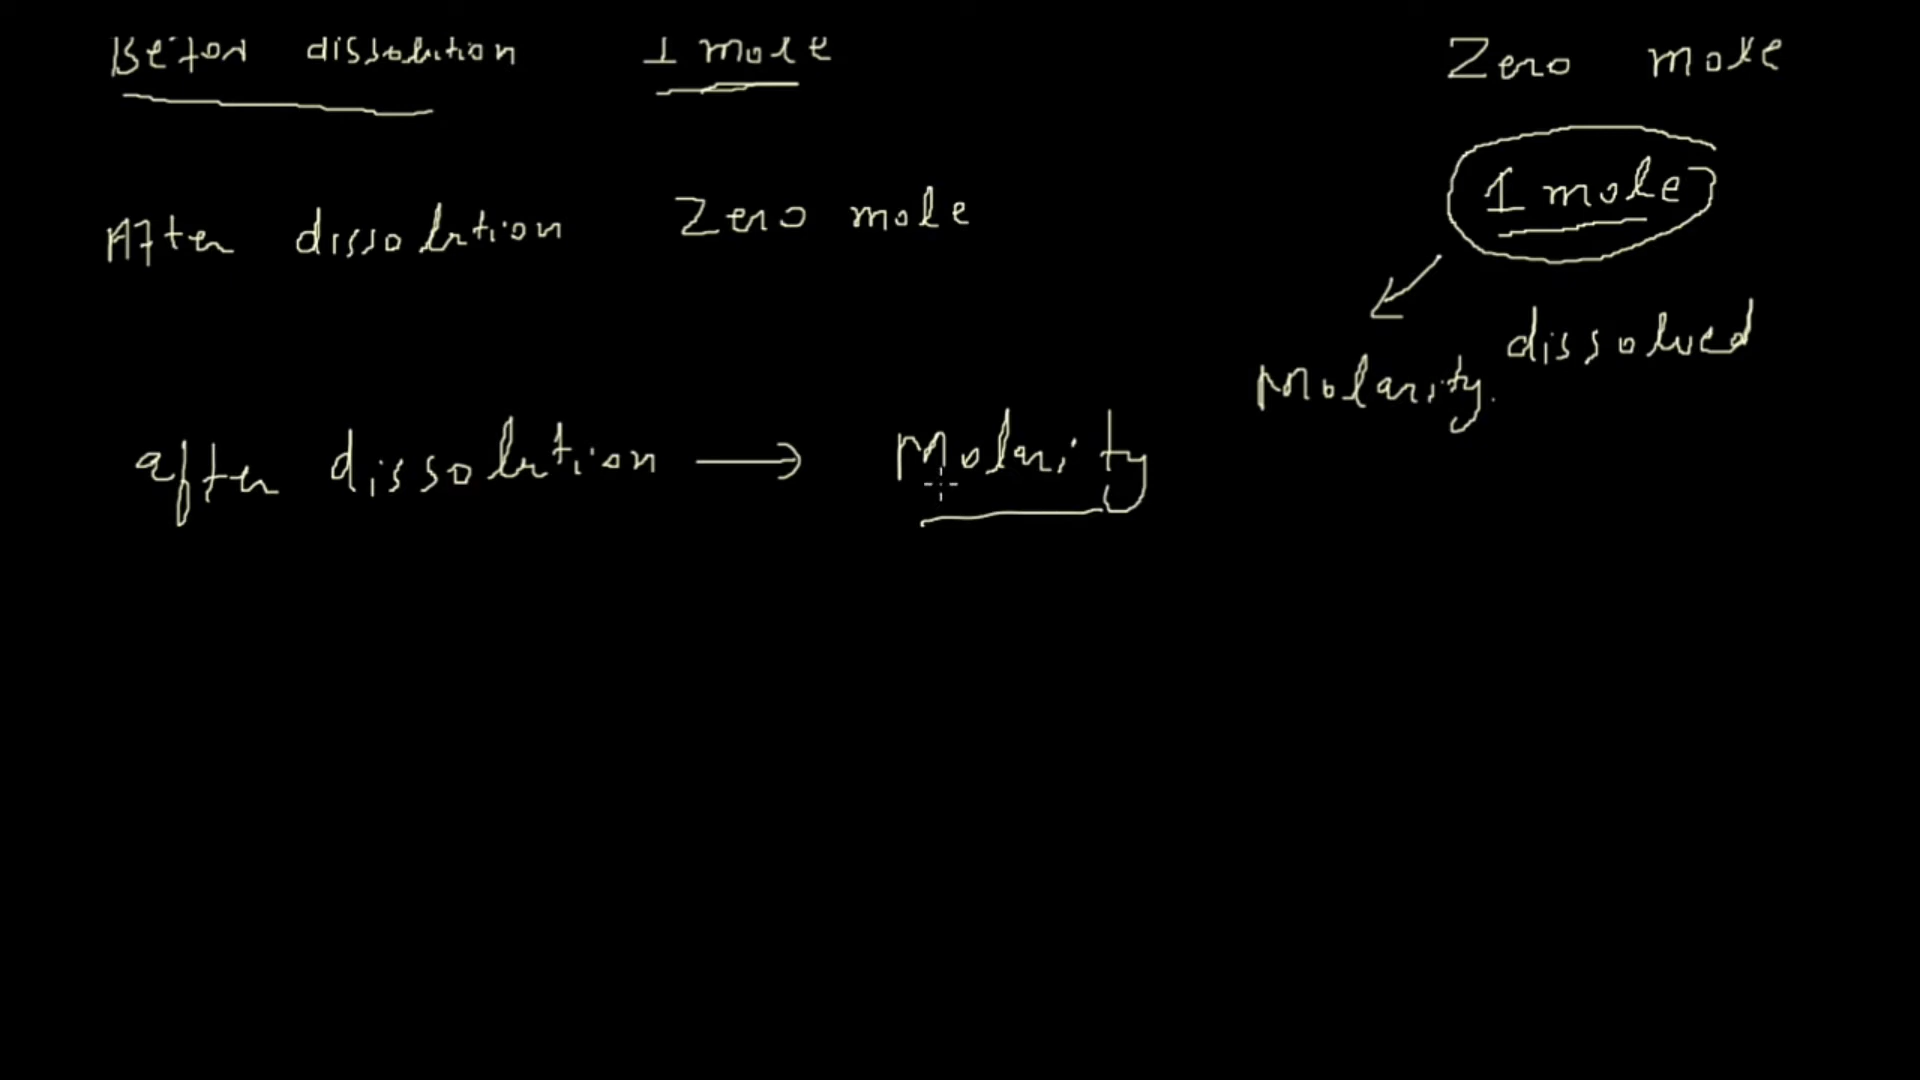 Before dissolution 1 mole Zero mole
After dissolution Zero mole 1 mole
dissolved
Molarity.
after dissolution → Molarity